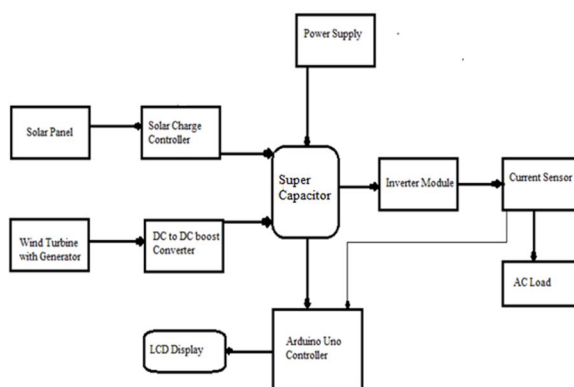 Power Supply
Solar Panel
Solar Charge
Controller
Super
Capacitor
Inverter Module
Current Sensor
Wind Turbine
with Generator
DC to DC boost
Converter
AC Load
LCD Display
Arduino Uno
Controller